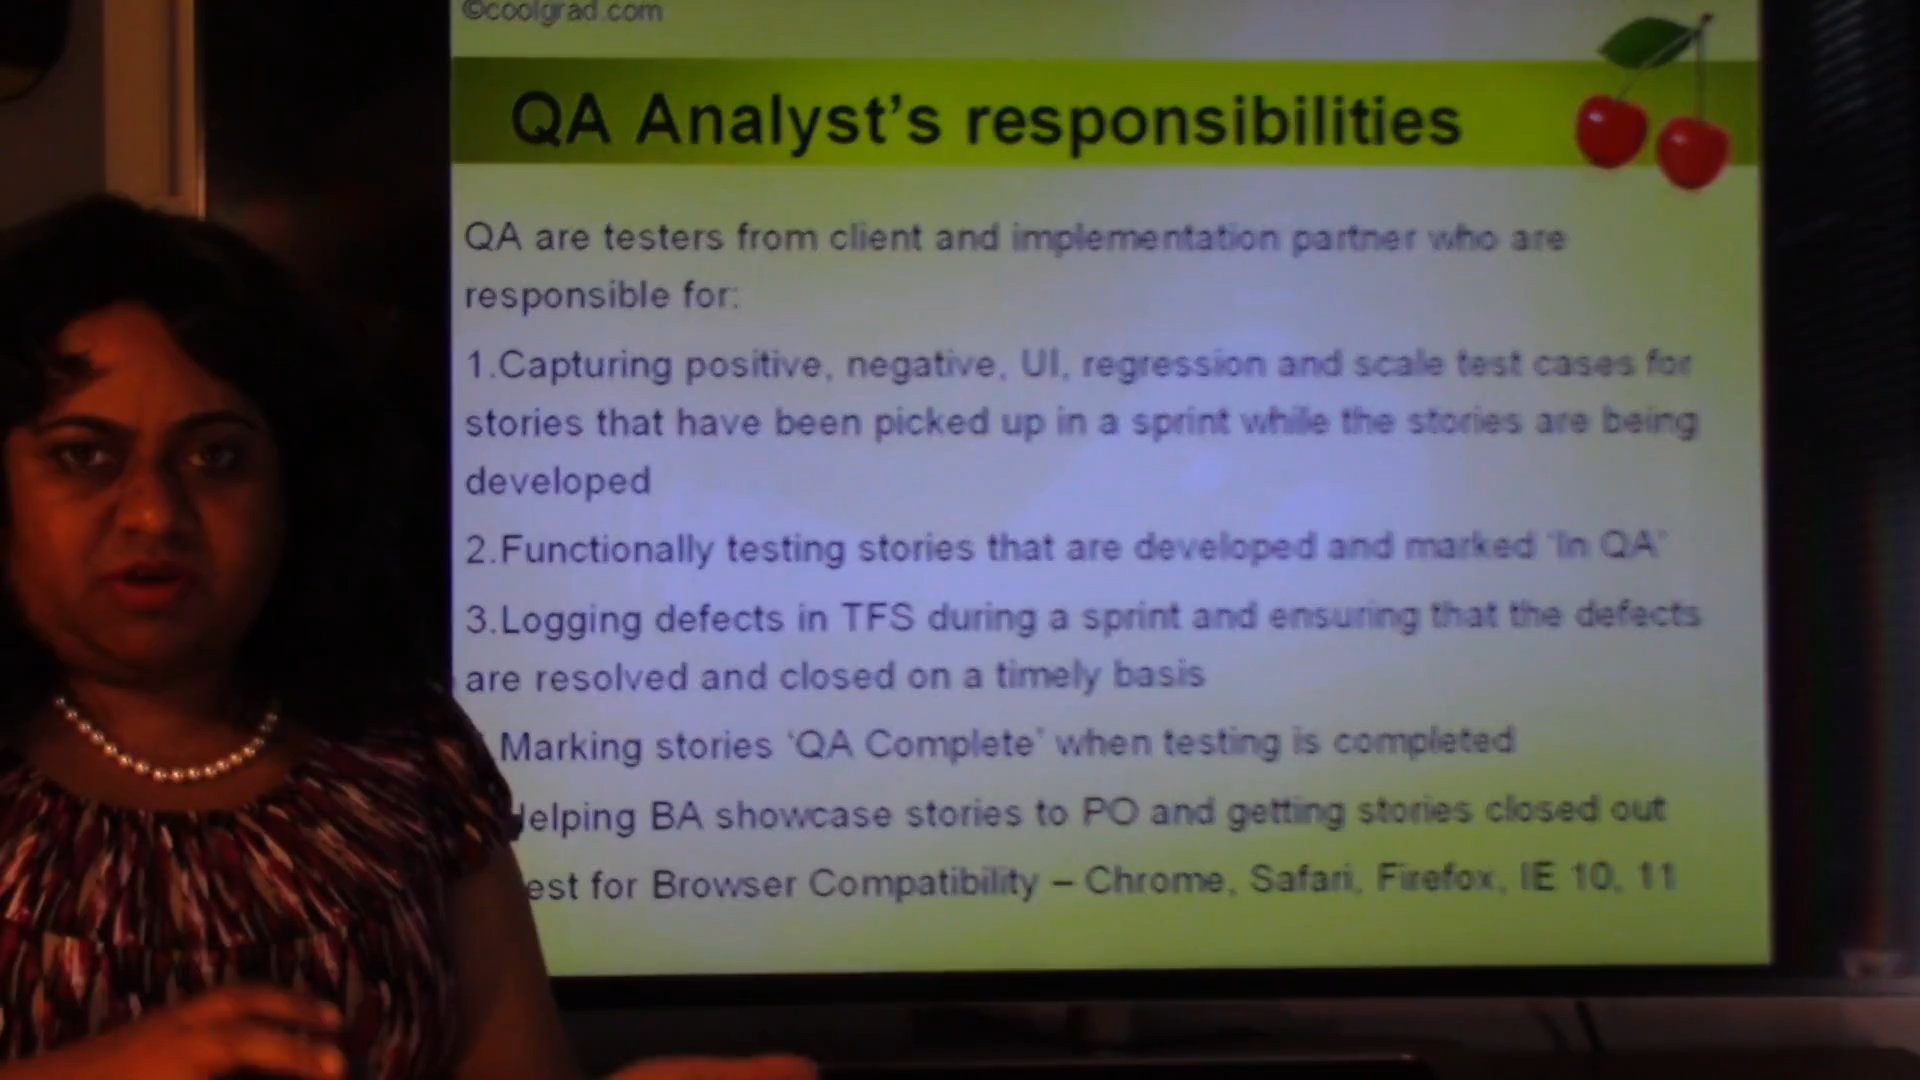 ©coolgrad.com
QA Analyst's responsibilities
QA are testers from client and implementation partner who are
responsible for:
1.Capturing positive, negative, UI, regression and scale test cases for
stories that have been picked up in a sprint while the stories are being
developed
2.Functionally testing stories that are developed and marked 'In QA'
3.Logging defects in TFS during a sprint and ensuring that the defects
are resolved and closed on a timely basis
.Marking stories 'QA Complete' when testing is completed
elping BA showcase stories to PO and getting stories closed out
est for Browser Compatibility – Chrome, Safari, Firefox, IE 10, 11